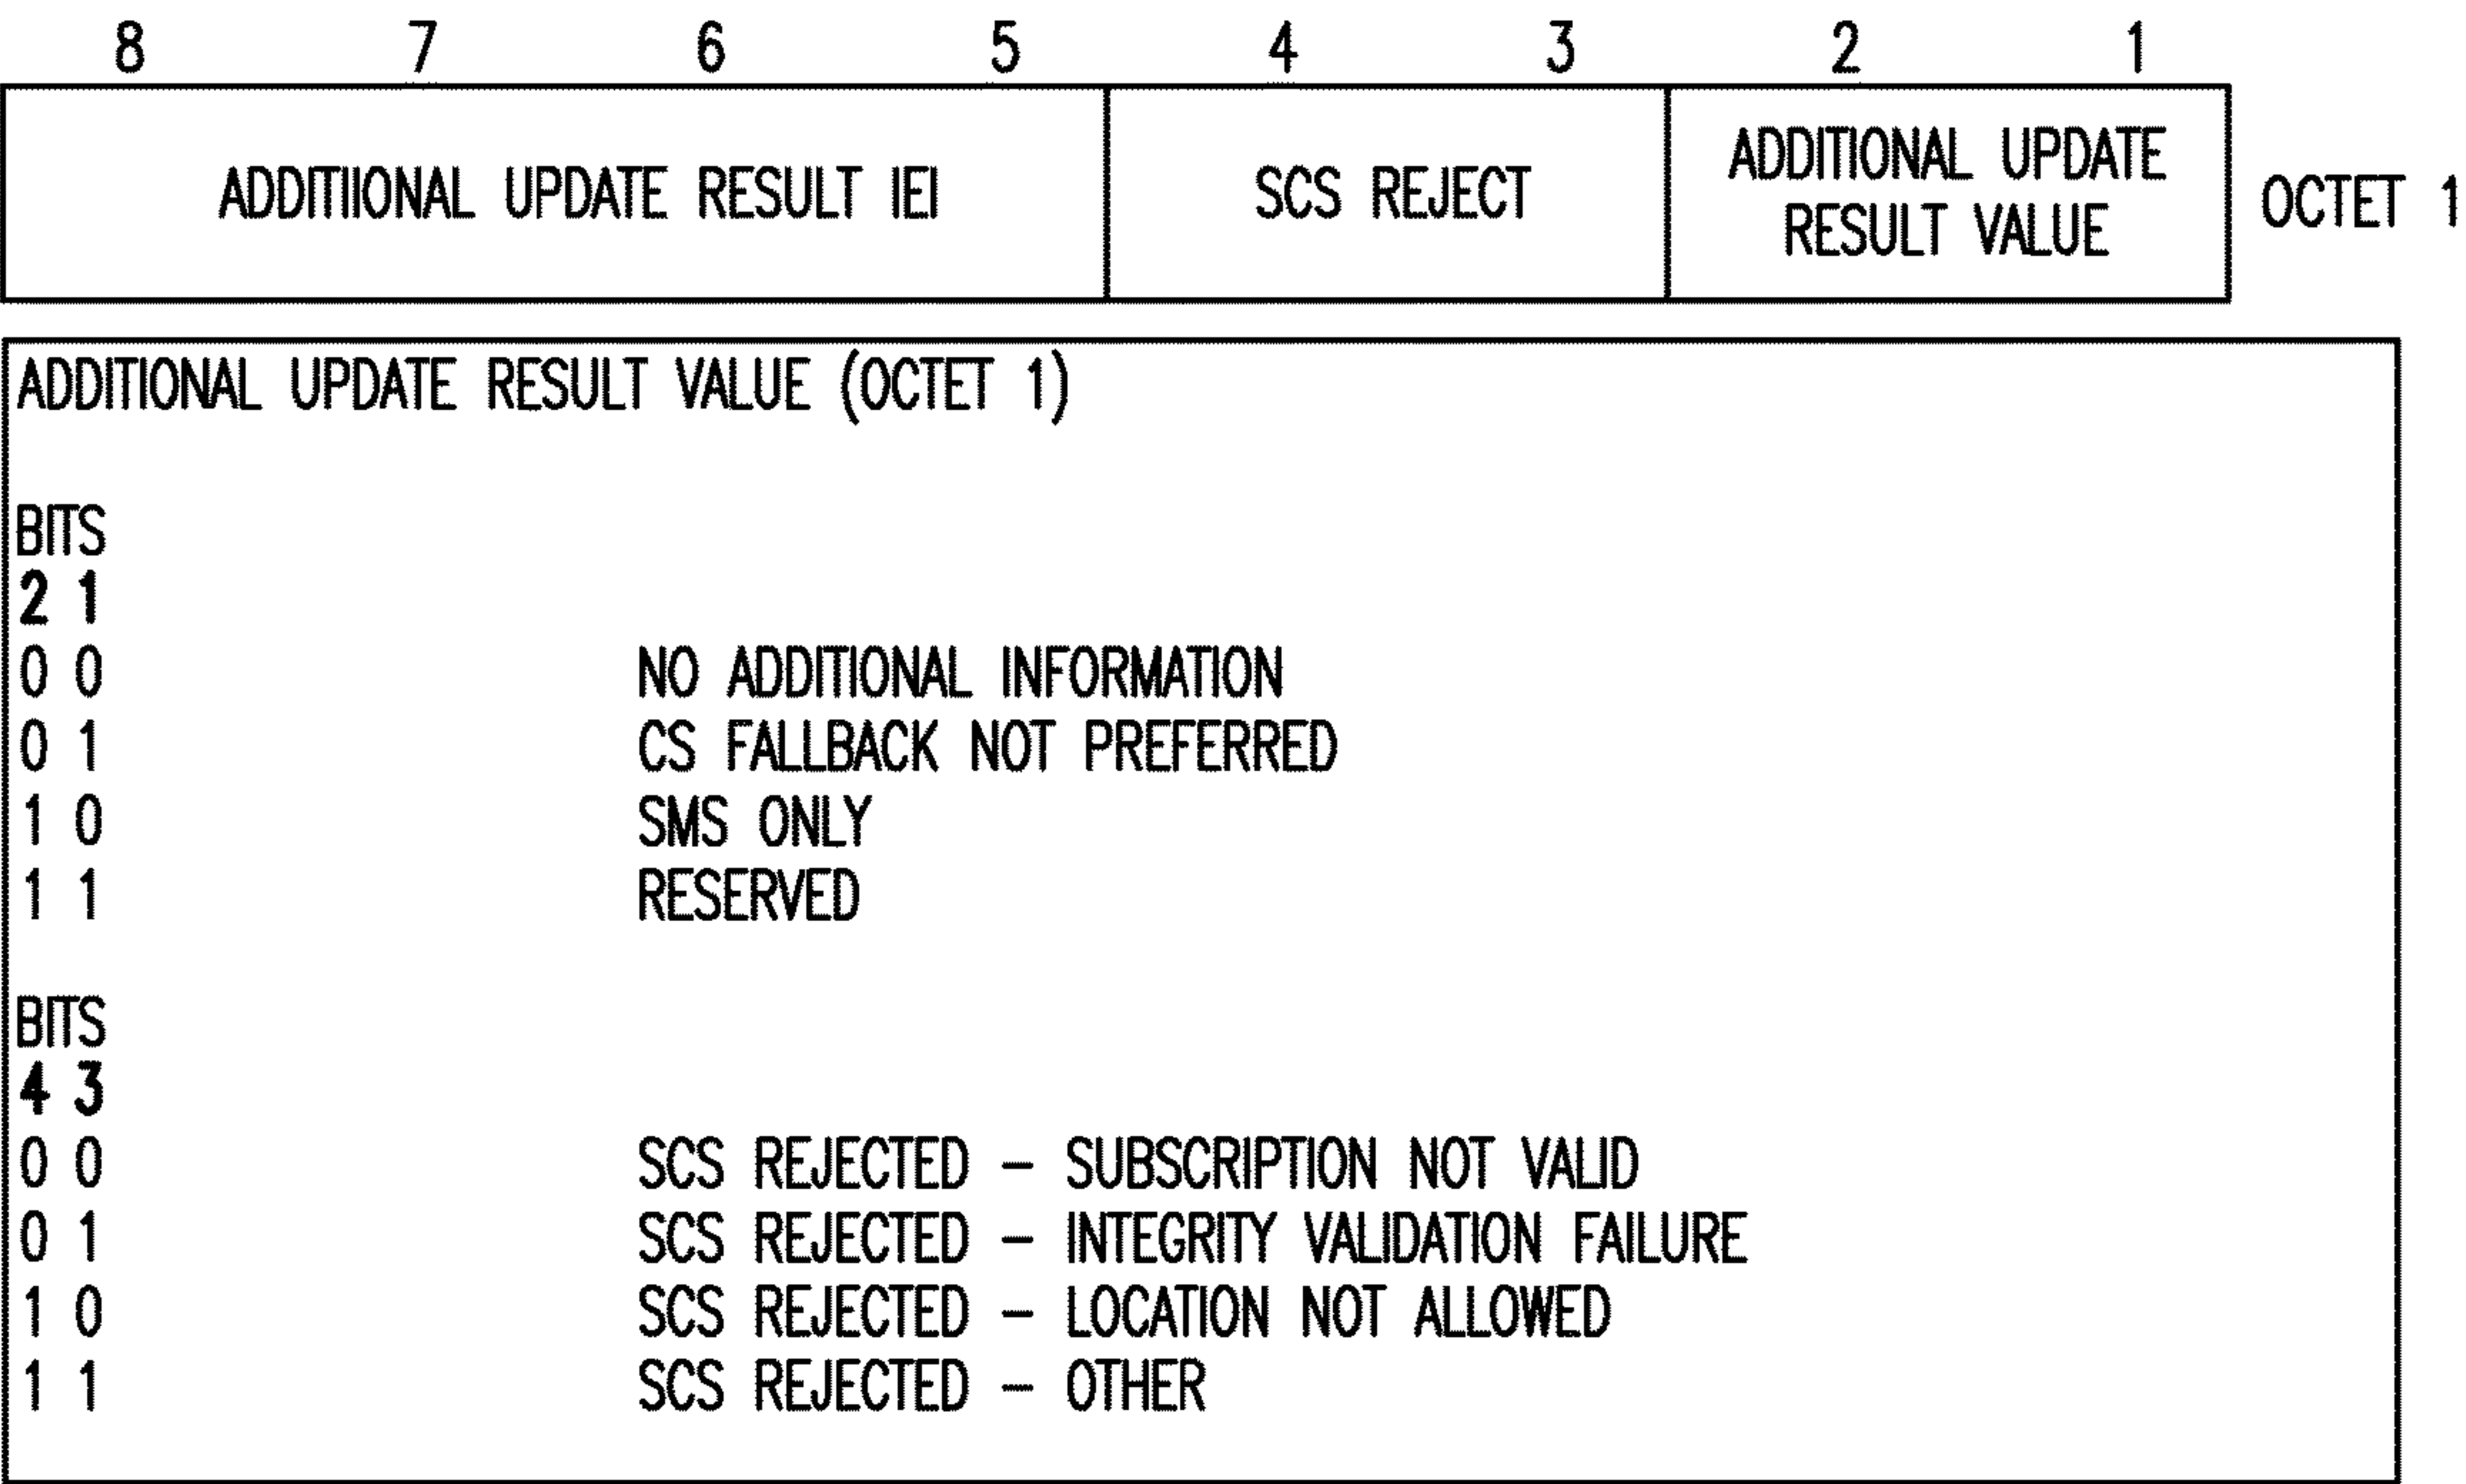 8 7 6 5 4 3 2 1
ADDITIIONAL UPDATE RESULT IEI
SCS REJECT
ADDITIONAL UPDATE
RESULT VALUE
OCTET 1
ADDITIONAL UPDATE RESULT VALUE (OCTET 1)
BITS
2 1
0 0 NO ADDITIONAL INFORMATION
0 1 CS FALLBACK NOT PREFERRED
1 0 SMS ONLY
1 1 RESERVED
BITS
4 3
0 0 SCS REJECTED – SUBSCRIPTION NOT VALID
0 1 SCS REJECTED – INTEGRITY VALIDATION FAILURE
1 0 SCS REJECTED – LOCATION NOT ALLOWED
1 1 SCS REJECTED – OTHER